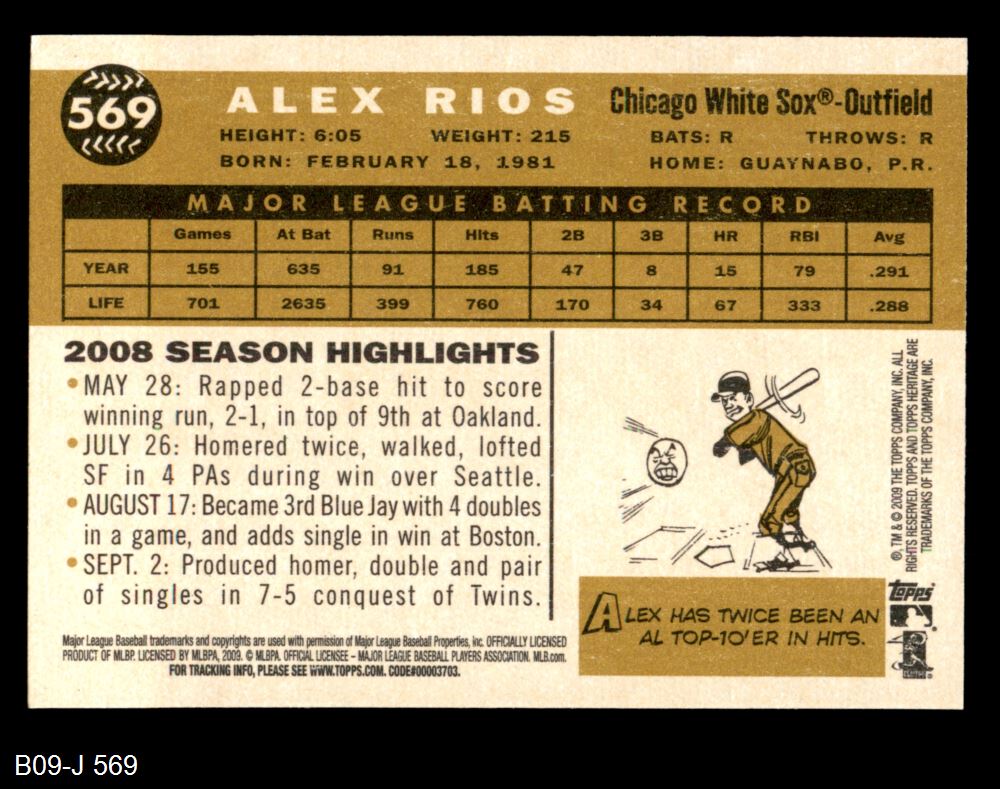 569
ALEX RIOS Chicago White Sox®-Outfield
HEIGHT: 6:05 WEIGHT: 215 BATS: R THROWS: R
BORN: FEBRUARY 18, 1981 HOME: GUAYNABO, P.R.
MAJOR LEAGUE BATTING RECORD
Games At Bat Runs Hits 2B 3B HR RBI Avg
YEAR 155 635 91 185 47 8 15 79 .291
LIFE 701 2635 399 760 170 34 67 333 .288
2008 SEASON HIGHLIGHTS
• MAY 28: Rapped 2-base hit to score
winning run, 2-1, in top of 9th at Oakland.
• JULY 26: Homered twice, walked, lofted
SF in 4 PAs during win over Seattle.
• AUGUST 17: Became 3rd Blue Jay with 4 doubles
in a game, and adds single in win at Boston.
• SEPT. 2: Produced homer, double and pair
of singles in 7-5 conquest of Twins.
Major League Baseball trademarks and copyrights are used with permission of Major League Baseball Properties, Inc. OFFICIALLY LICENSED
PRODUCT OF MLBP. LICENSED BY MLBPA, 2009. © MLBPA. OFFICIAL LICENSEE – MAJOR LEAGUE BASEBALL PLAYERS ASSOCIATION. MLB.com.
FOR TRACKING INFO, PLEASE SEE WWW.TOPPS.COM. CODE#00003703.
ALEX HAS TWICE BEEN AN
AL TOP-10'ER IN HITS.
®, TM & © 2009 THE TOPPS COMPANY, INC. ALL
RIGHTS RESERVED. TOPPS AND TOPPS HERITAGE ARE
TRADEMARKS OF THE TOPPS COMPANY, INC.
topps®
B09-J 569